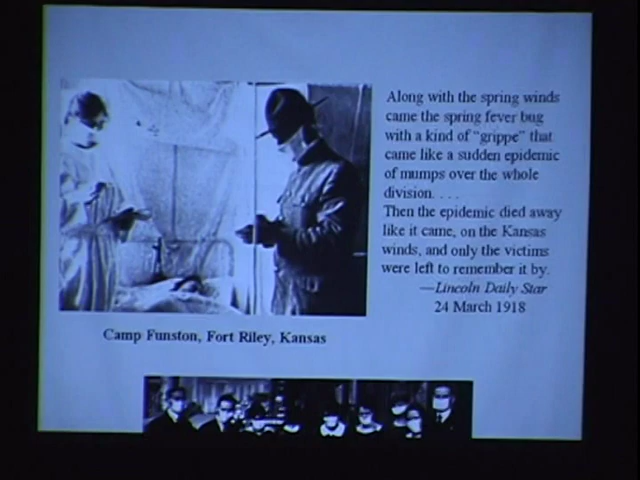 Along with the spring winds
came the spring fever bug
with a kind of "grippe" that
came like a sudden epidemic
of mumps over the whole
division. . . .
Then the epidemic died away
like it came, on the Kansas
winds, and only the victims
were left to remember it by.
—Lincoln Daily Star
24 March 1918
Camp Funston, Fort Riley, Kansas